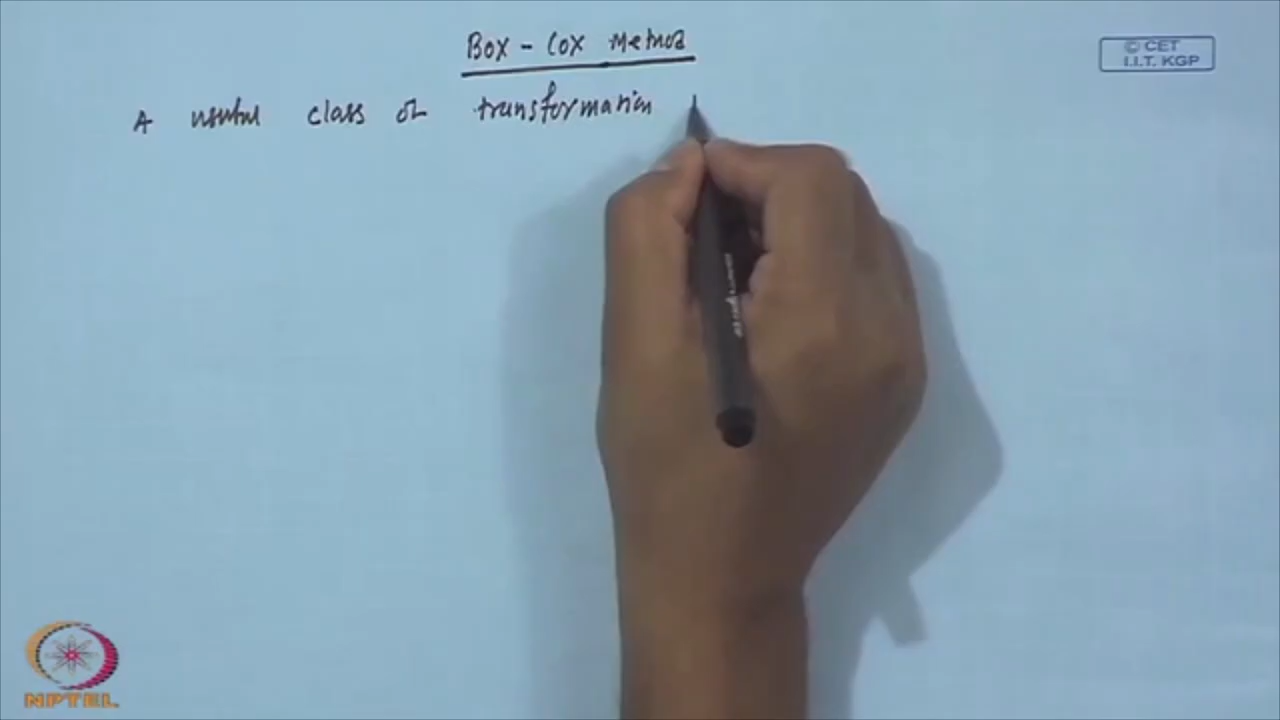 Box - Cox Method
© CET
I.I.T. KGP
A useful class of transformation
NPTEL